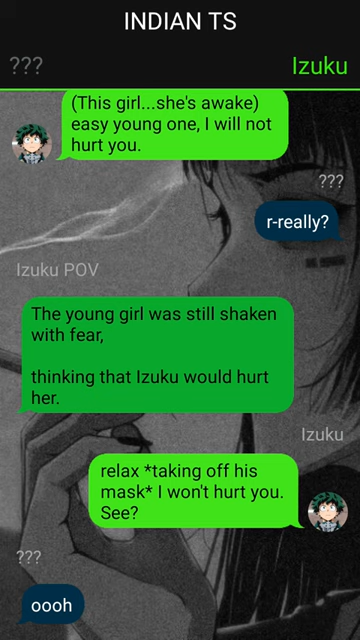 INDIAN TS
???
Izuku
(This girl...she's awake)
easy young one, I will not
hurt you.
???
r-really?
Izuku POV
The young girl was still shaken
with fear,
thinking that Izuku would hurt
her.
Izuku
relax *taking off his
mask* I won't hurt you.
See?
???
oooh